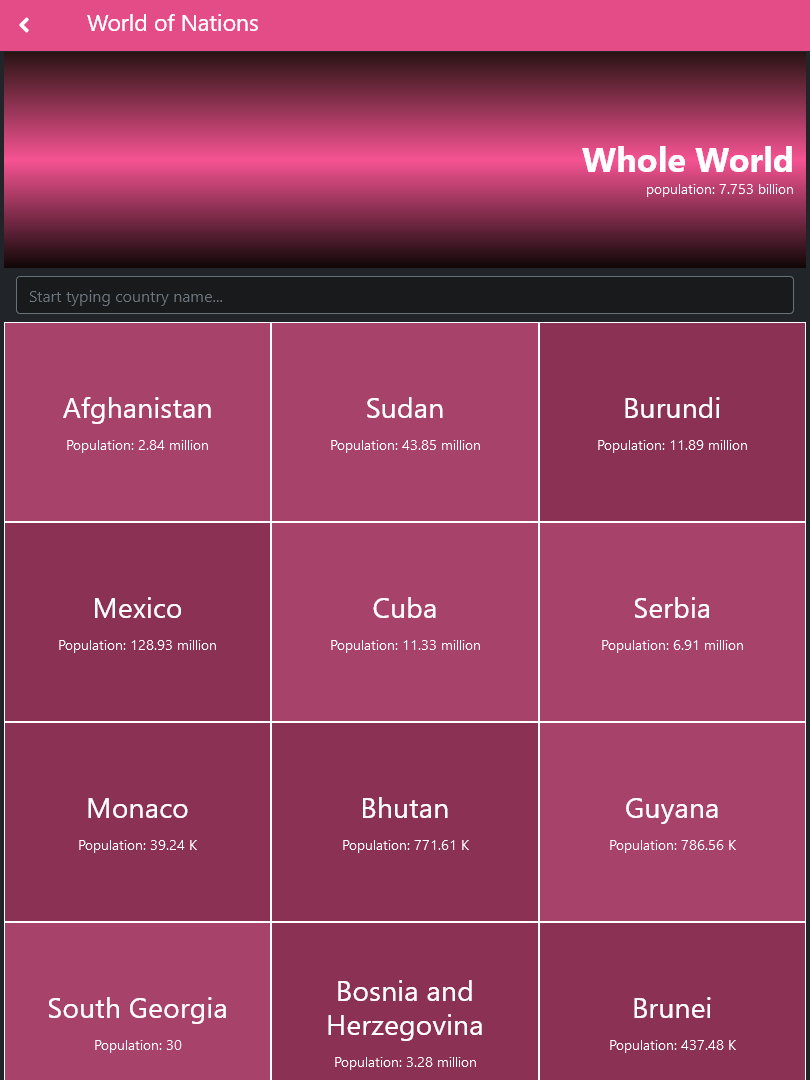 World of Nations
Whole World
population: 7.753 billion
Start typing country name...
Afghanistan
Population: 2.84 million
Sudan
Population: 43.85 million
Burundi
Population: 11.89 million
Mexico
Population: 128.93 million
Cuba
Population: 11.33 million
Serbia
Population: 6.91 million
Monaco
Population: 39.24 K
Bhutan
Population: 771.61 K
Guyana
Population: 786.56 K
South Georgia
Population: 30
Bosnia and
Herzegovina
Population: 3.28 million
Brunei
Population: 437.48 K